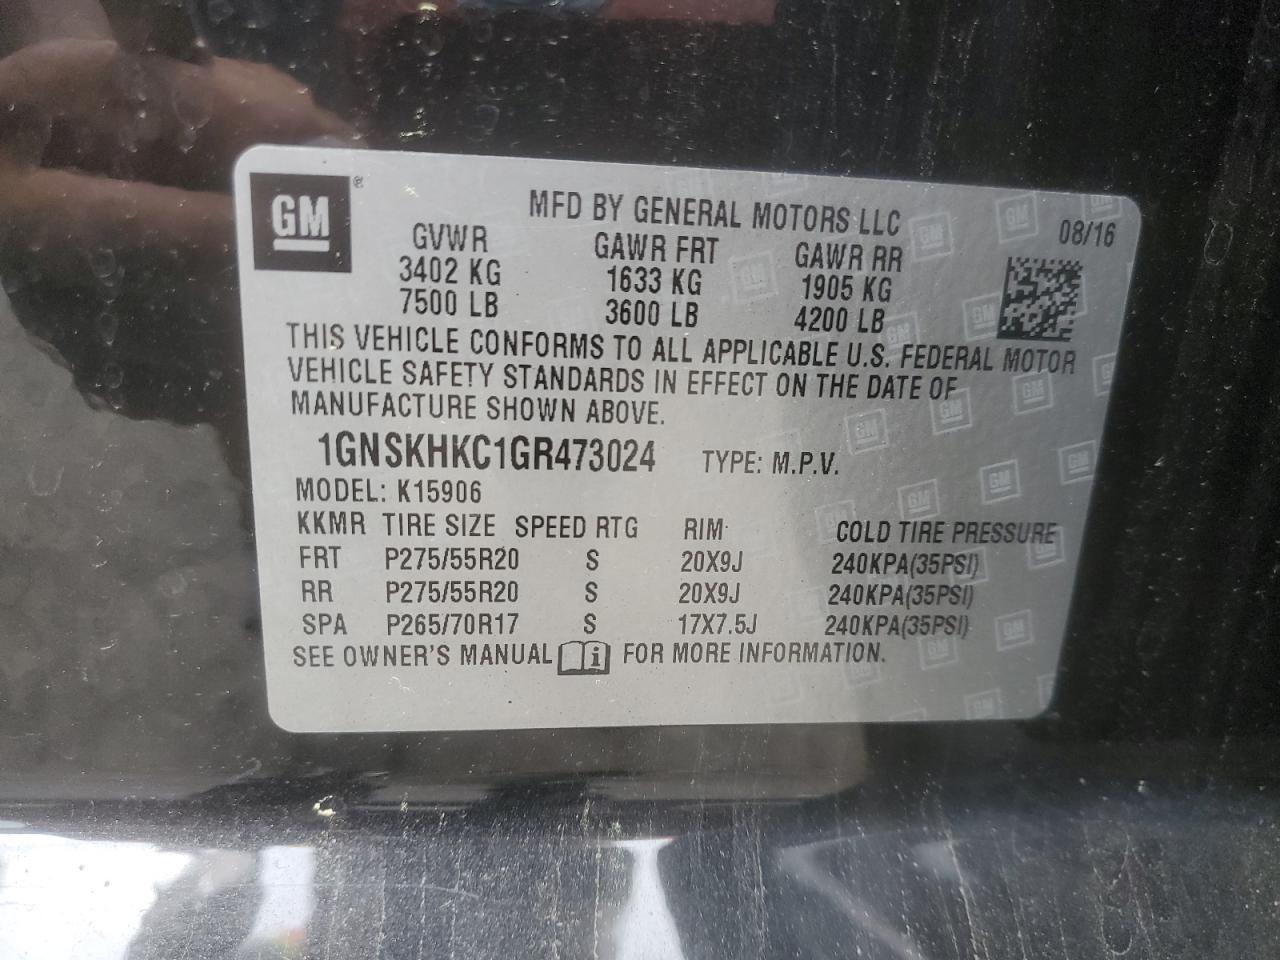 GM ®
MFD BY GENERAL MOTORS LLC 08/16
GVWR GAWR FRT GAWR RR
3402 KG 1633 KG 1905 KG
7500 LB 3600 LB 4200 LB
THIS VEHICLE CONFORMS TO ALL APPLICABLE U.S. FEDERAL MOTOR
VEHICLE SAFETY STANDARDS IN EFFECT ON THE DATE OF
MANUFACTURE SHOWN ABOVE.
1GNSKHKC1GR473024 TYPE: M.P.V.
MODEL: K15906
KKMR TIRE SIZE SPEED RTG RIM COLD TIRE PRESSURE
FRT P275/55R20 S 20X9J 240KPA(35PSI)
RR P275/55R20 S 20X9J 240KPA(35PSI)
SPA P265/70R17 S 17X7.5J 240KPA(35PSI)
SEE OWNER'S MANUAL i FOR MORE INFORMATION.